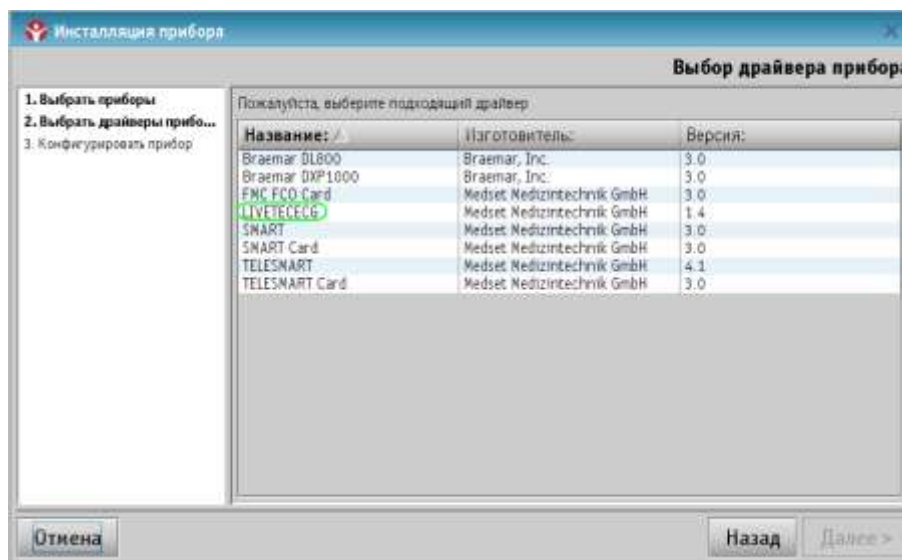 Инсталляция прибора
Выбор драйвера прибора
1. Выбрать приборы
2. Выбрать драйверы прибо...
3. Конфигурировать прибор
Пожалуйста, выберите подходящий драйвер
Название: Изготовитель: Версия:
Braemar DL800 Braemar, Inc. 3.0
Braemar DXP1000 Braemar, Inc. 3.0
FMC FCO Card Medset Medizintechnik GmbH 3.0
LIVETECECG Medset Medizintechnik GmbH 1.4
SMART Medset Medizintechnik GmbH 3.0
SMART Card Medset Medizintechnik GmbH 3.0
TELESMART Medset Medizintechnik GmbH 4.1
TELESMART Card Medset Medizintechnik GmbH 3.0
Отмена Назад Далее >